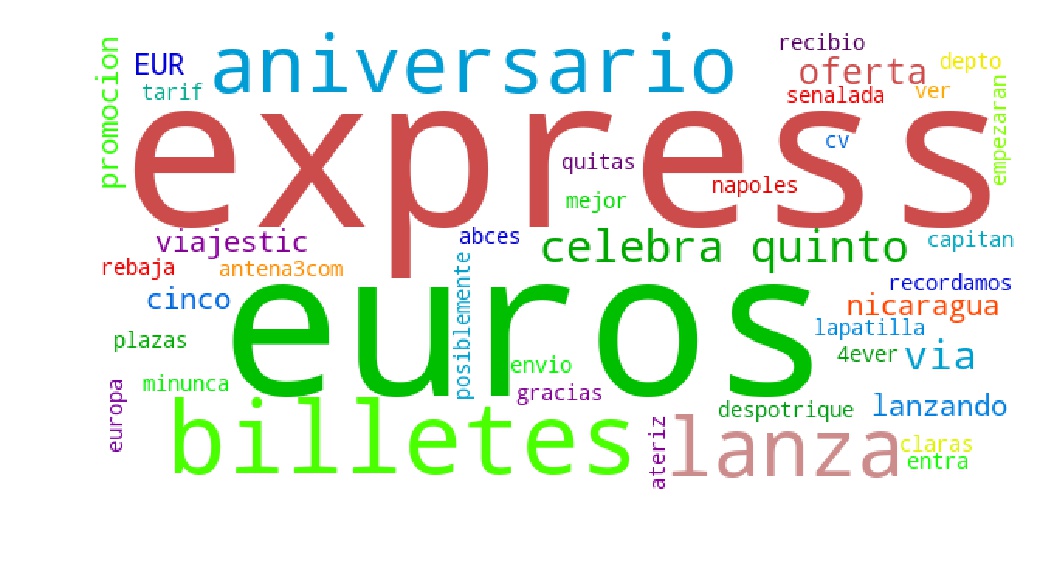 recibio
promocion
EUR
aniversario
oferta
depto
tarif
senalada
ver
empezaran
express
cv
quitas
napoles
mejor
viajestic
abces
celebra quinto
capitan
rebaja
antena3com
posiblemente
recordamos
cinco
euros
nicaragua
lapatilla
plazas
4ever
via
envio
minunca
gracias
europa
billetes
despotrique
lanzando
ateriz
lanza
claras
entra